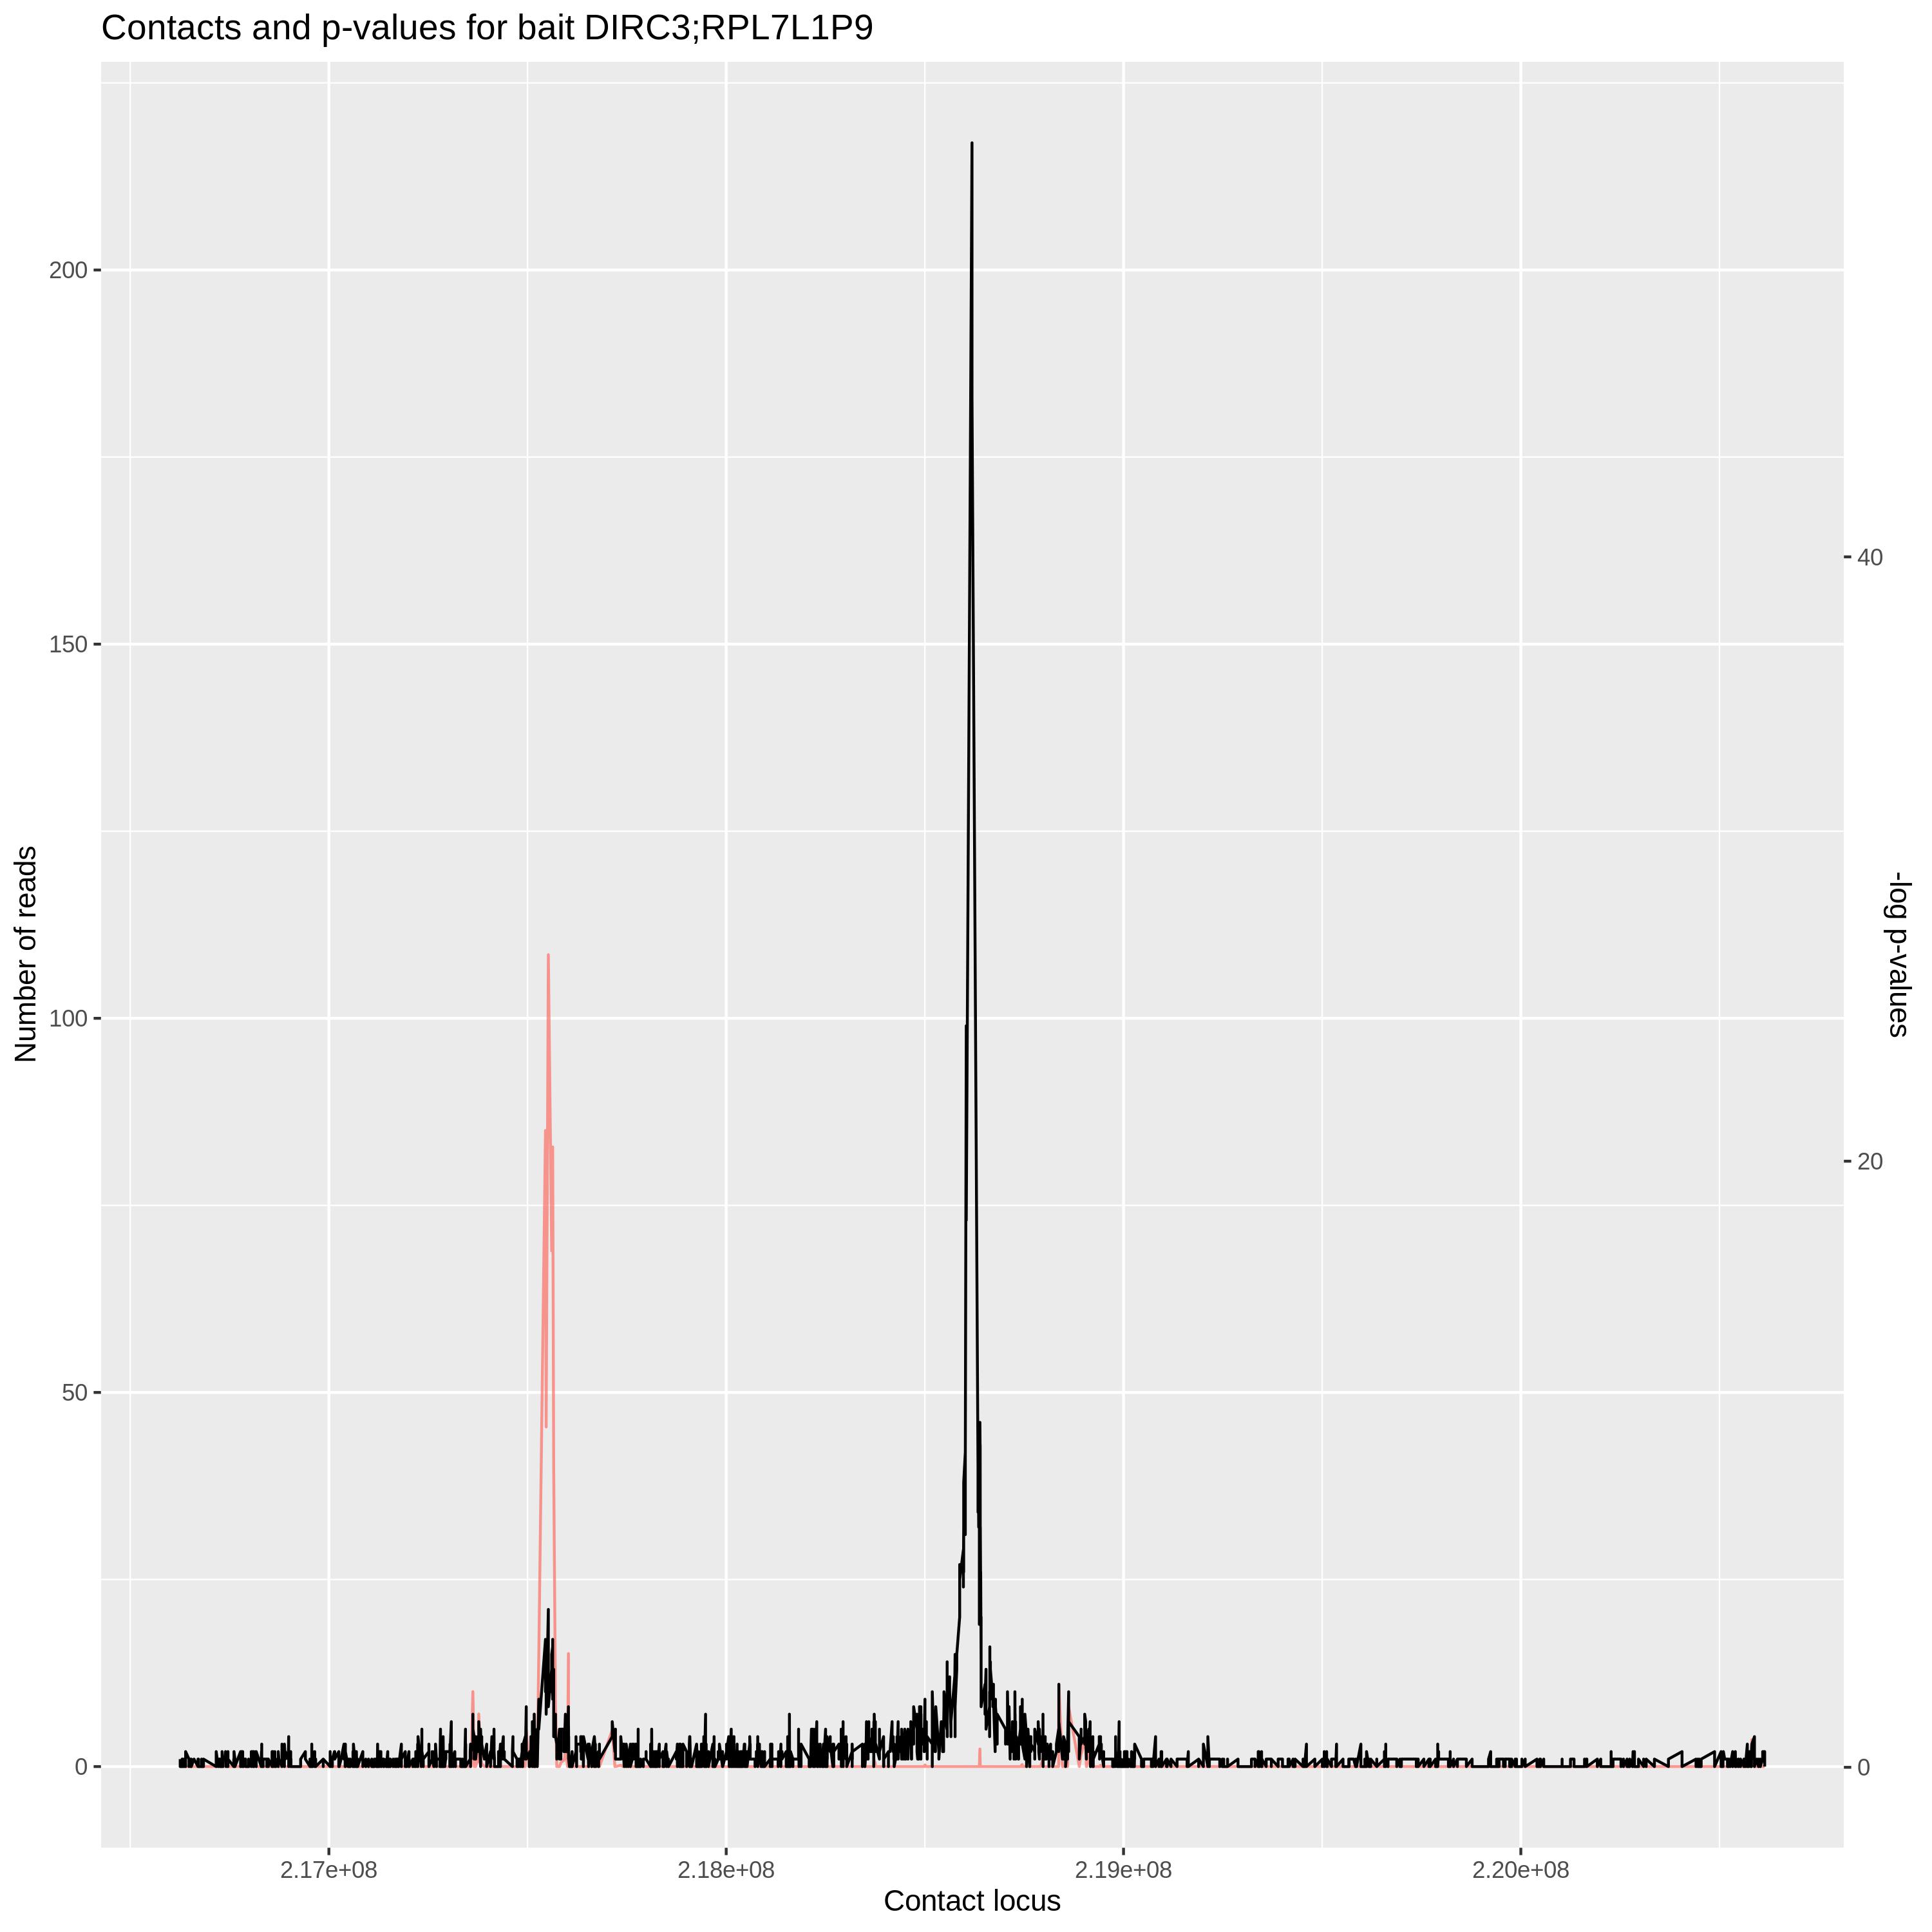 Contacts and p-values for bait DIRC3;RPL7L1P9
200
150
100
50
0
Number of reads
40
20
0
-log p-values
2.17e+08
2.18e+08
2.19e+08
2.20e+08
Contact locus